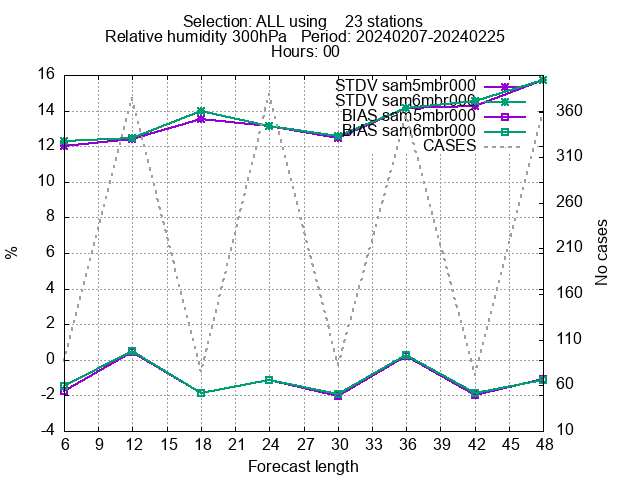 Selection: ALL using 23 stations
Relative humidity 300hPa Period: 20240207-20240225
Hours: 00
STDV sam5mbr000
STDV sam6mbr000
BIAS sam5mbr000
BIAS sam6mbr000
CASES
16
14
12
10
8
6
4
2
0
-2
-4
%
360
310
260
210
160
110
60
10
No cases
6 9 12 15 18 21 24 27 30 33 36 39 42 45 48
Forecast length